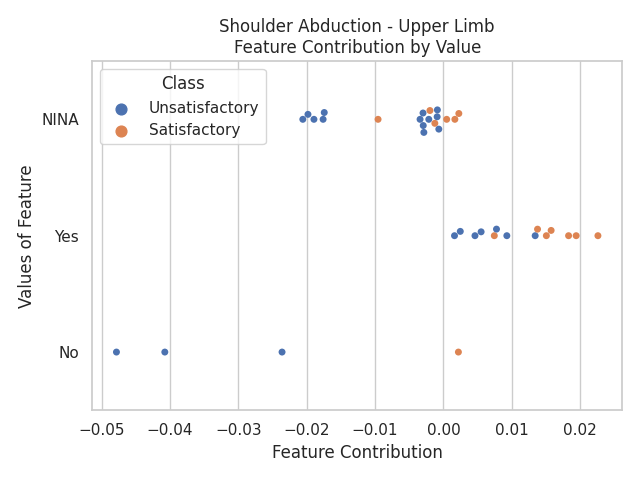 Shoulder Abduction - Upper Limb
Feature Contribution by Value
Class
Unsatisfactory
Satisfactory
NINA
Yes
No
Values of Feature
−0.05 −0.04 −0.03 −0.02 −0.01 0.00 0.01 0.02
Feature Contribution